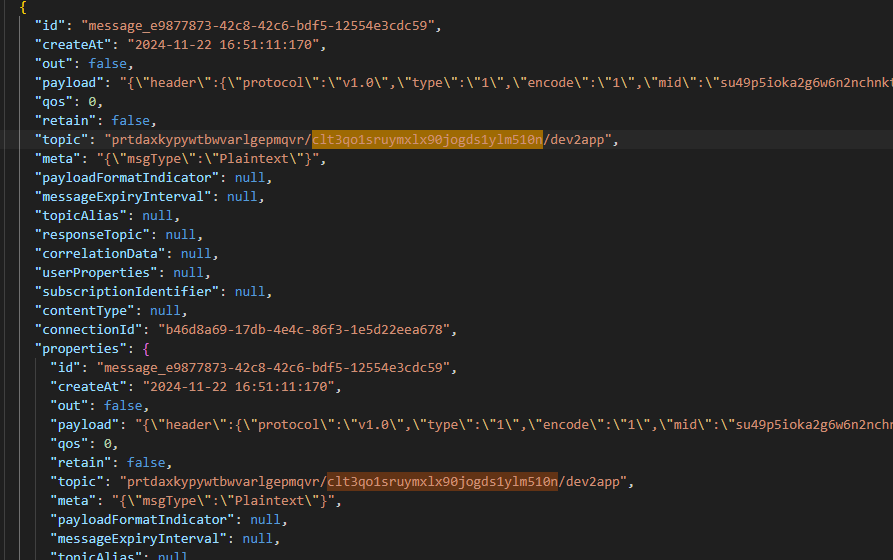 {
"id": "message_e9877873-42c8-42c6-bdf5-12554e3cdc59",
"createAt": "2024-11-22 16:51:11:170",
"out": false,
"payload": "{\"header\":{\"protocol\":\"v1.0\",\"type\":\"1\",\"encode\":\"1\",\"mid\":\"su49p5ioka2g6w6n2nchnkt
"qos": 0,
"retain": false,
"topic": "prtdaxkypywtbwvarlgepmqvr/clt3qo1sruymxlx90jogds1ylm510n/dev2app",
"meta": "{\"msgType\":\"Plaintext\"}",
"payloadFormatIndicator": null,
"messageExpiryInterval": null,
"topicAlias": null,
"responseTopic": null,
"correlationData": null,
"userProperties": null,
"subscriptionIdentifier": null,
"contentType": null,
"connectionId": "b46d8a69-17db-4e4c-86f3-1e5d22eea678",
"properties": {
"id": "message_e9877873-42c8-42c6-bdf5-12554e3cdc59",
"createAt": "2024-11-22 16:51:11:170",
"out": false,
"payload": "{\"header\":{\"protocol\":\"v1.0\",\"type\":\"1\",\"encode\":\"1\",\"mid\":\"su49p5ioka2g6w6n2nchn
"qos": 0,
"retain": false,
"topic": "prtdaxkypywtbwvarlgepmqvr/clt3qo1sruymxlx90jogds1ylm510n/dev2app",
"meta": "{\"msgType\":\"Plaintext\"}",
"payloadFormatIndicator": null,
"messageExpiryInterval": null,
"topicAlias": null